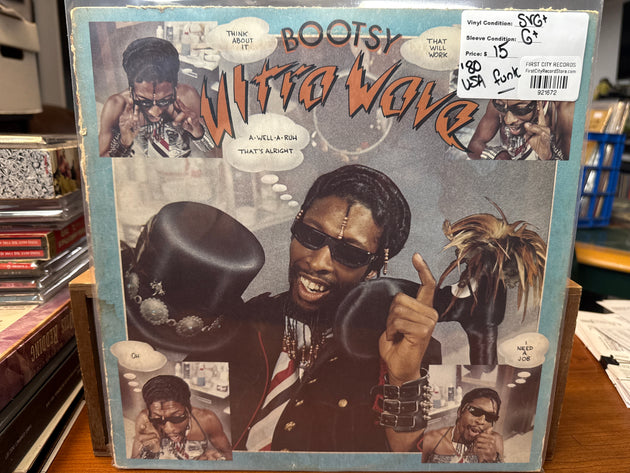 THINK
ABOUT
IT
BOOTSY
THAT
WILL
WORK
Ultra Wave
A-WELL-A-RUH
THAT'S ALRIGHT
OH
I
NEED
A
JOB
Vinyl Condition: SVG+
Sleeve Condition: G+
Price: $ 15
'80
USA Funk
FIRST CITY RECORDS
FirstCityRecordStore.com
921672